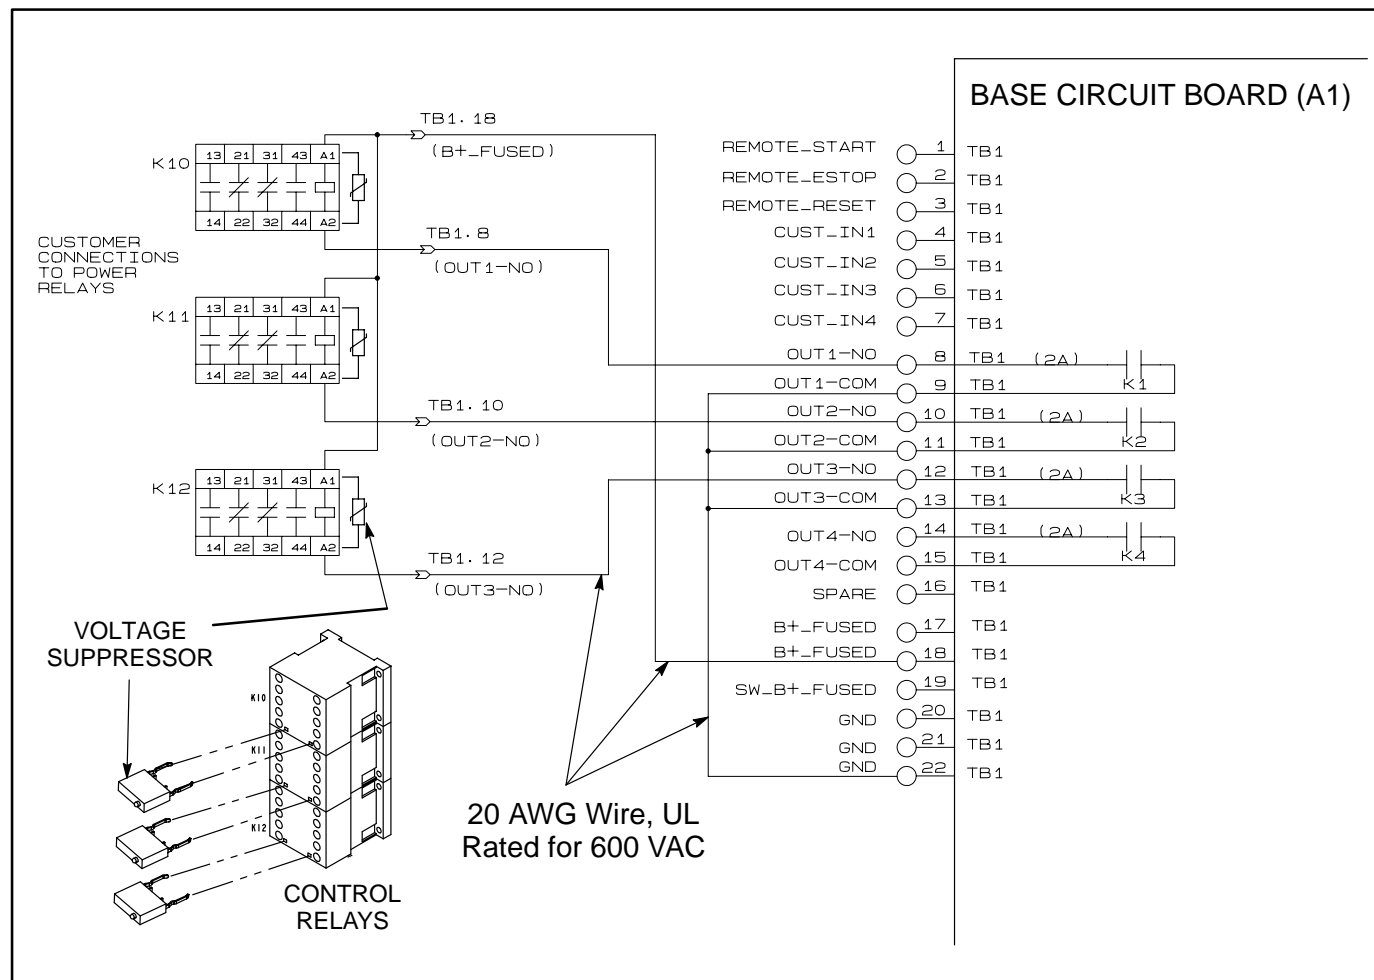 BASE CIRCUIT BOARD (A1)
TB1.18
(B+_FUSED)
K10
13 21 31 43 A1
14 22 32 44 A2
CUSTOMER
CONNECTIONS
TO POWER
RELAYS
TB1.8
(OUT1-NO)
K11
13 21 31 43 A1
14 22 32 44 A2
TB1.10
(OUT2-NO)
K12
13 21 31 43 A1
14 22 32 44 A2
TB1.12
(OUT3-NO)
REMOTE_START 1 TB1
REMOTE_ESTOP 2 TB1
REMOTE_RESET 3 TB1
CUST_IN1 4 TB1
CUST_IN2 5 TB1
CUST_IN3 6 TB1
CUST_IN4 7 TB1
OUT1-NO 8 TB1 (2A)
OUT1-COM 9 TB1 K1
OUT2-NO 10 TB1 (2A)
OUT2-COM 11 TB1 K2
OUT3-NO 12 TB1 (2A)
OUT3-COM 13 TB1 K3
OUT4-NO 14 TB1 (2A)
OUT4-COM 15 TB1 K4
SPARE 16 TB1
B+_FUSED 17 TB1
B+_FUSED 18 TB1
SW_B+_FUSED 19 TB1
GND 20 TB1
GND 21 TB1
GND 22 TB1
VOLTAGE
SUPPRESSOR
K10
K11
K12
CONTROL
RELAYS
20 AWG Wire, UL
Rated for 600 VAC